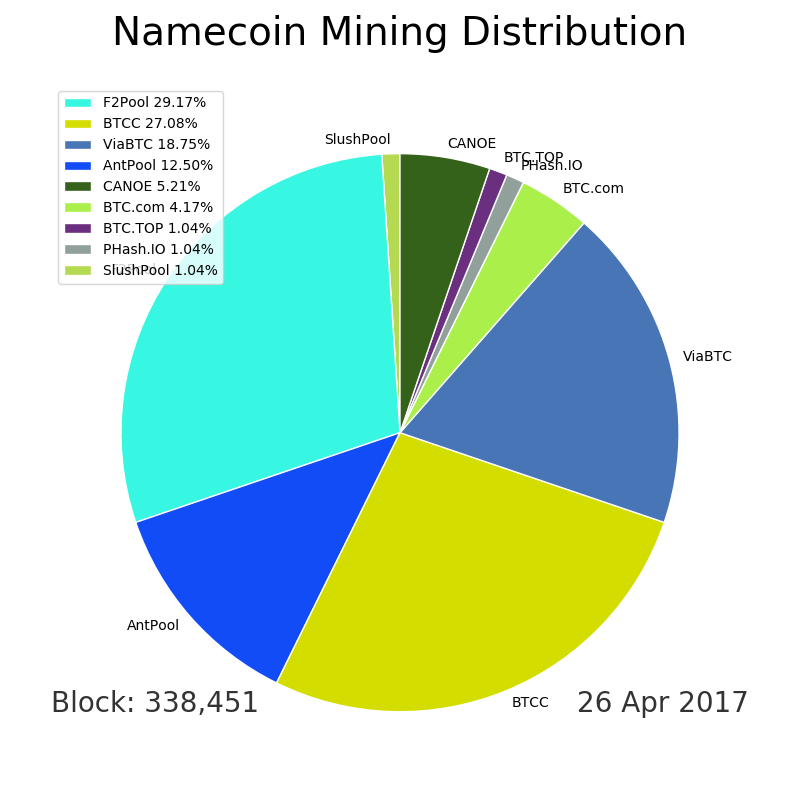 Namecoin Mining Distribution
F2Pool 29.17%
BTCC 27.08%
ViaBTC 18.75%
AntPool 12.50%
CANOE 5.21%
BTC.com 4.17%
BTC.TOP 1.04%
PHash.IO 1.04%
SlushPool 1.04%
SlushPool
CANOE
BTC.TOP
PHash.IO
BTC.com
ViaBTC
AntPool
BTCC
Block: 338,451
26 Apr 2017